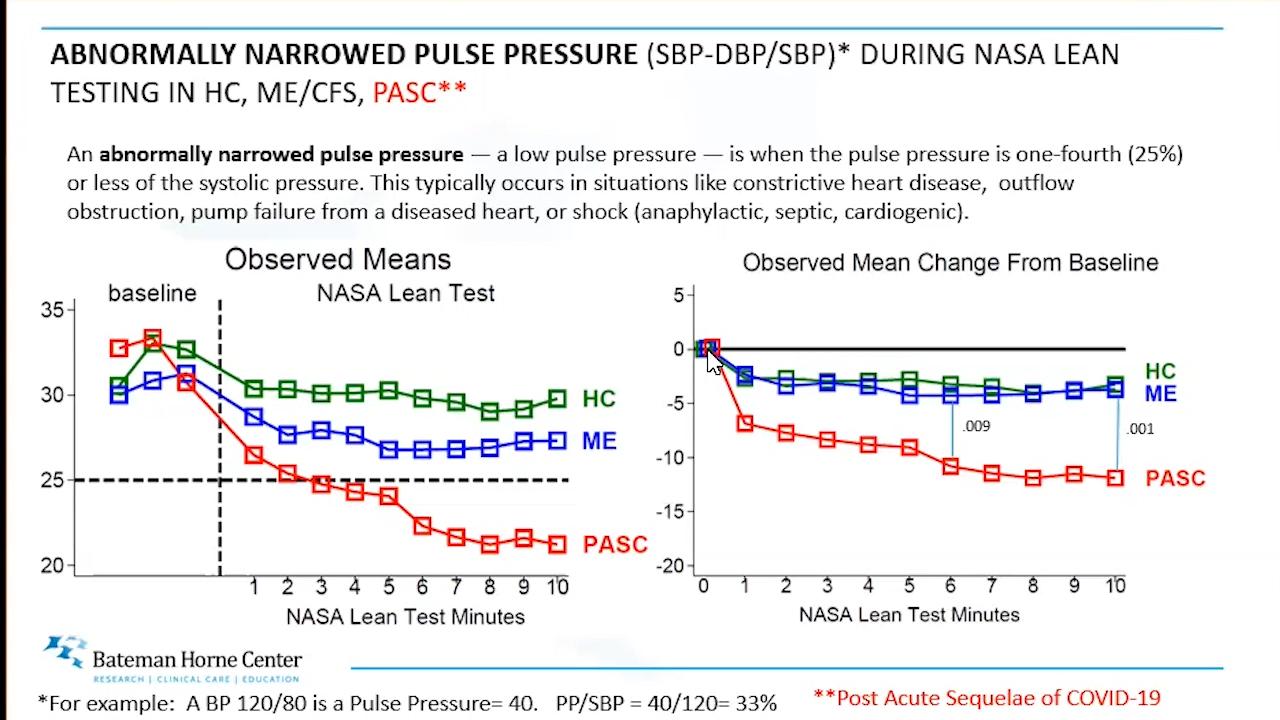 ABNORMALLY NARROWED PULSE PRESSURE (SBP-DBP/SBP)* DURING NASA LEAN
TESTING IN HC, ME/CFS, PASC**
An abnormally narrowed pulse pressure — a low pulse pressure — is when the pulse pressure is one-fourth (25%)
or less of the systolic pressure. This typically occurs in situations like constrictive heart disease, outflow
obstruction, pump failure from a diseased heart, or shock (anaphylactic, septic, cardiogenic).
Observed Means
baseline NASA Lean Test
35
30
25
20
HC
ME
PASC
1 2 3 4 5 6 7 8 9 10
NASA Lean Test Minutes
Observed Mean Change From Baseline
5
0
-5
-10
-15
-20
HC
ME
.009
.001
PASC
0 1 2 3 4 5 6 7 8 9 10
NASA Lean Test Minutes
Bateman Horne Center
RESEARCH | CLINICAL CARE | EDUCATION
*For example: A BP 120/80 is a Pulse Pressure= 40. PP/SBP = 40/120= 33%
**Post Acute Sequelae of COVID-19